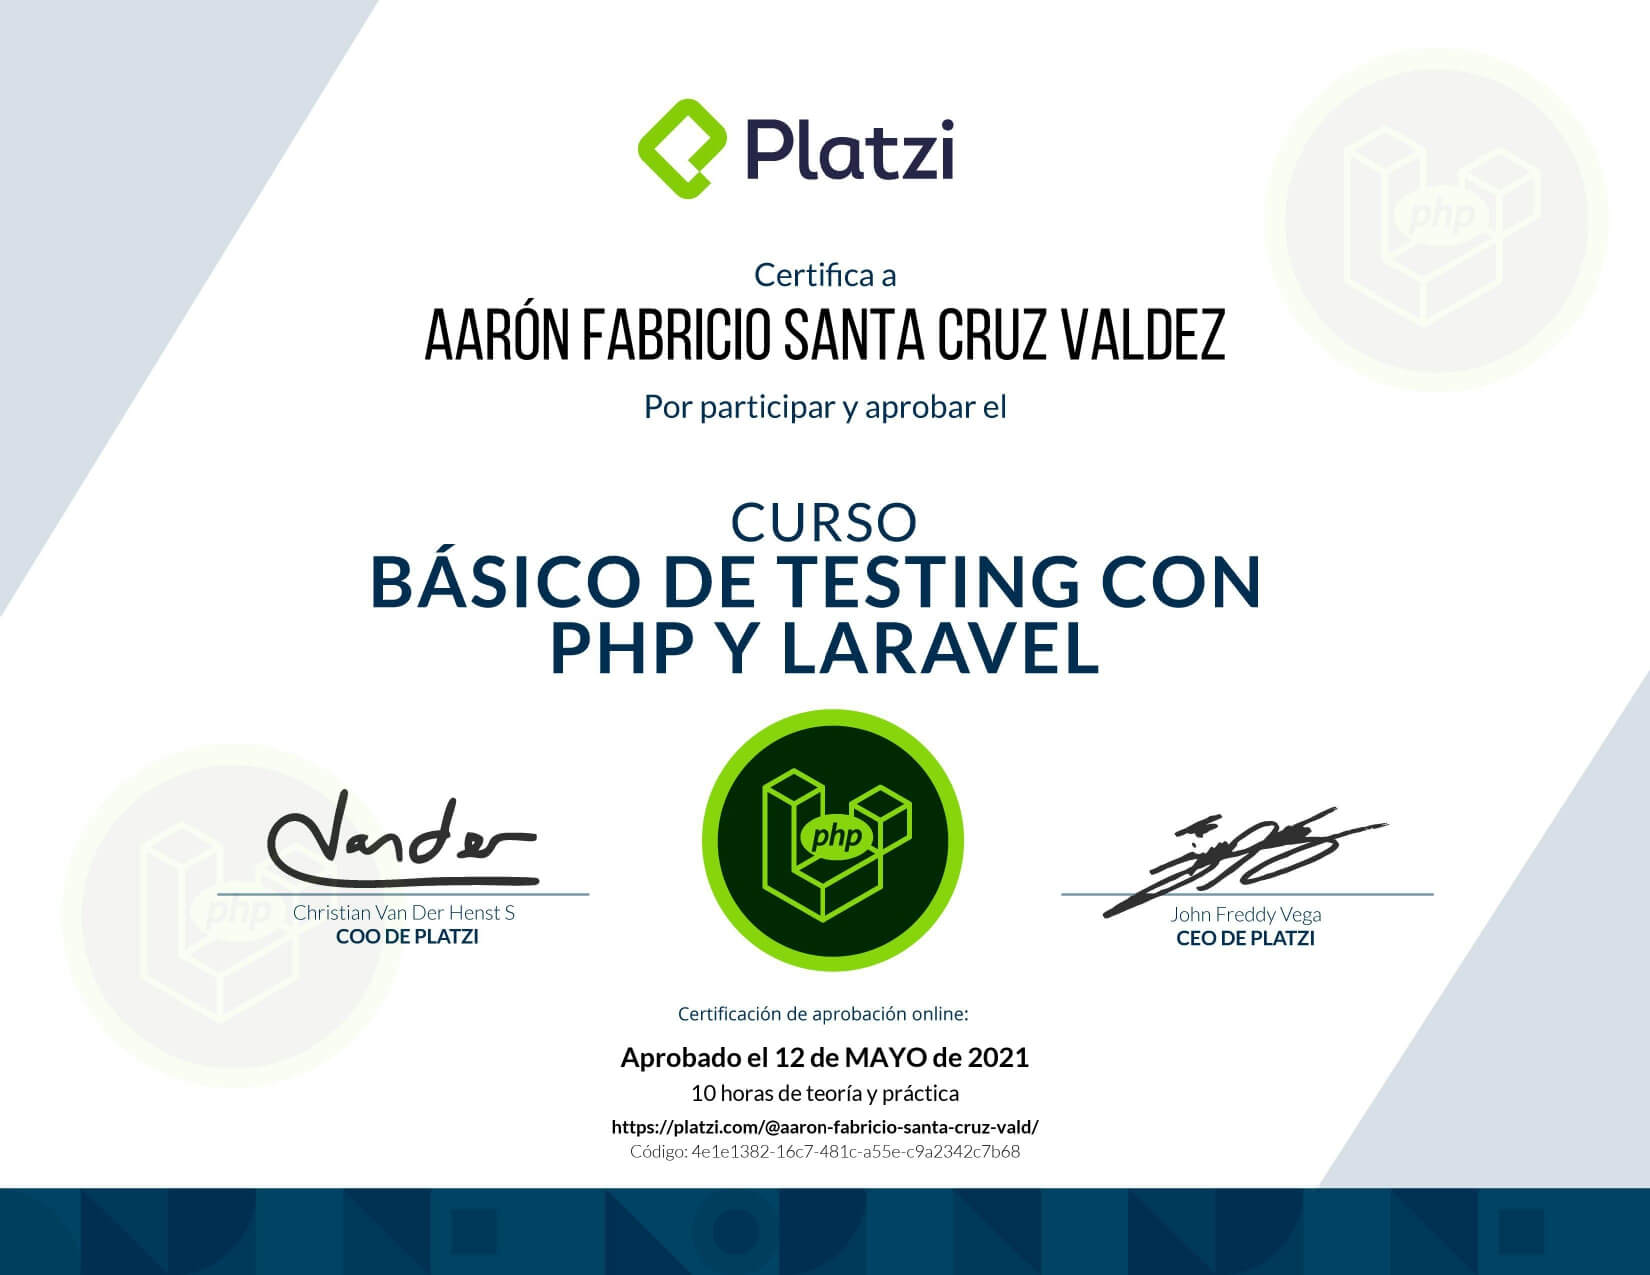 Platzi
Certifica a
AARÓN FABRICIO SANTA CRUZ VALDEZ
Por participar y aprobar el
CURSO
BÁSICO DE TESTING CON
PHP Y LARAVEL
php
php
php
Vander
Christian Van Der Henst S
COO DE PLATZI
John Freddy Vega
CEO DE PLATZI
Certificación de aprobación online:
Aprobado el 12 de MAYO de 2021
10 horas de teoría y práctica
https://platzi.com/@aaron-fabricio-santa-cruz-vald/
Código: 4e1e1382-16c7-481c-a55e-c9a2342c7b68